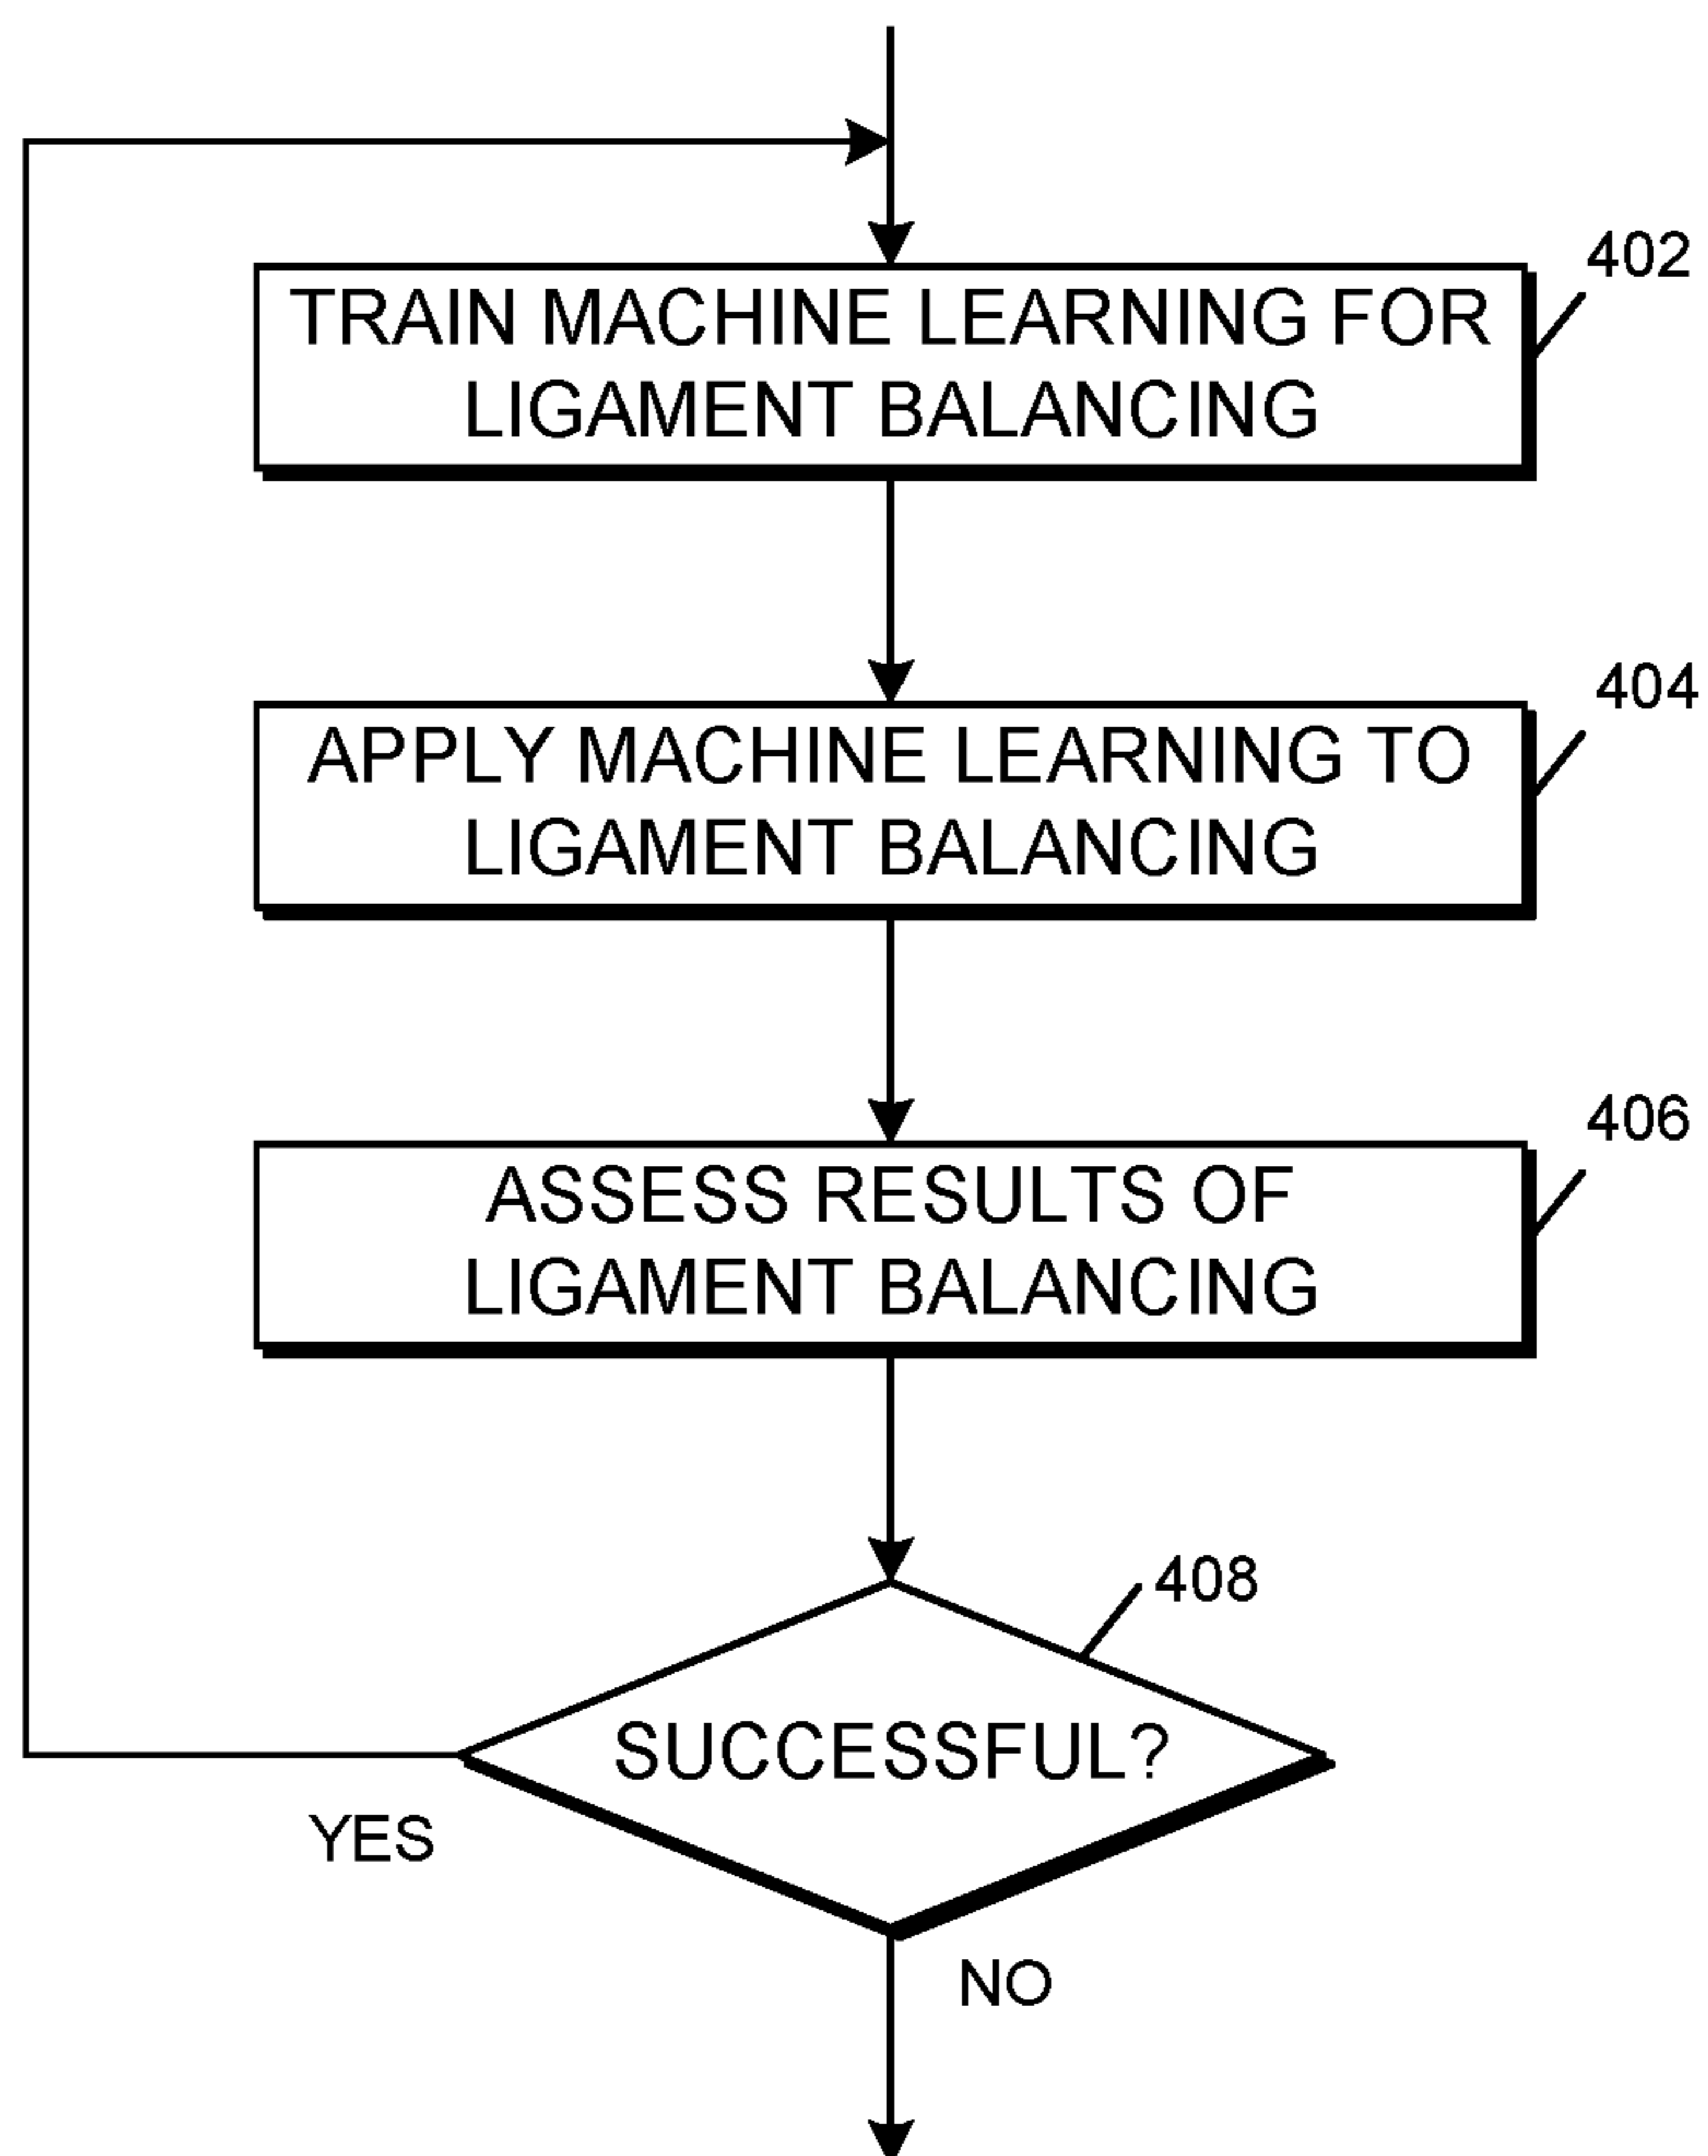 402
TRAIN MACHINE LEARNING FOR
LIGAMENT BALANCING
404
APPLY MACHINE LEARNING TO
LIGAMENT BALANCING
406
ASSESS RESULTS OF
LIGAMENT BALANCING
408
SUCCESSFUL?
YES
NO